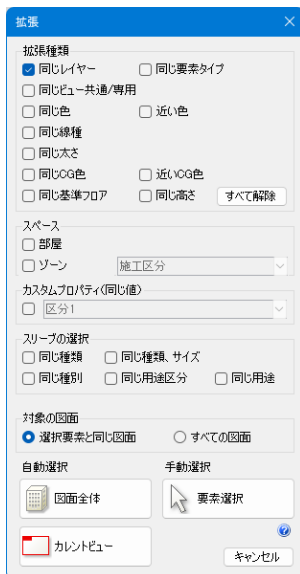 拡張
拡張種類
同じレイヤー 同じ要素タイプ
同じビュー共通/専用
同じ色 近い色
同じ線種
同じ太さ
同じCG色 近いCG色
同じ基準フロア 同じ高さ すべて解除
スペース
部屋
ゾーン 施工区分
カスタムプロパティ(同じ値)
区分1
スリーブの選択
同じ種類 同じ種類、サイズ
同じ種別 同じ用途区分 同じ用途
対象の図面
選択要素と同じ図面 すべての図面
自動選択 手動選択
図面全体 要素選択
カレントビュー
キャンセル